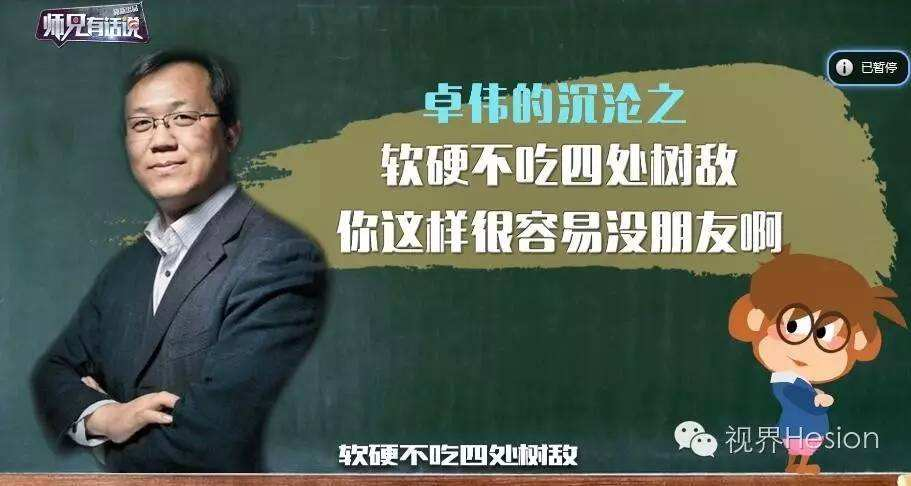 师兄有话说
已暂停
卓伟的沉沦之
软硬不吃四处树敌
你这样很容易没朋友啊
视界Hesion
软硬不吃四处树敌